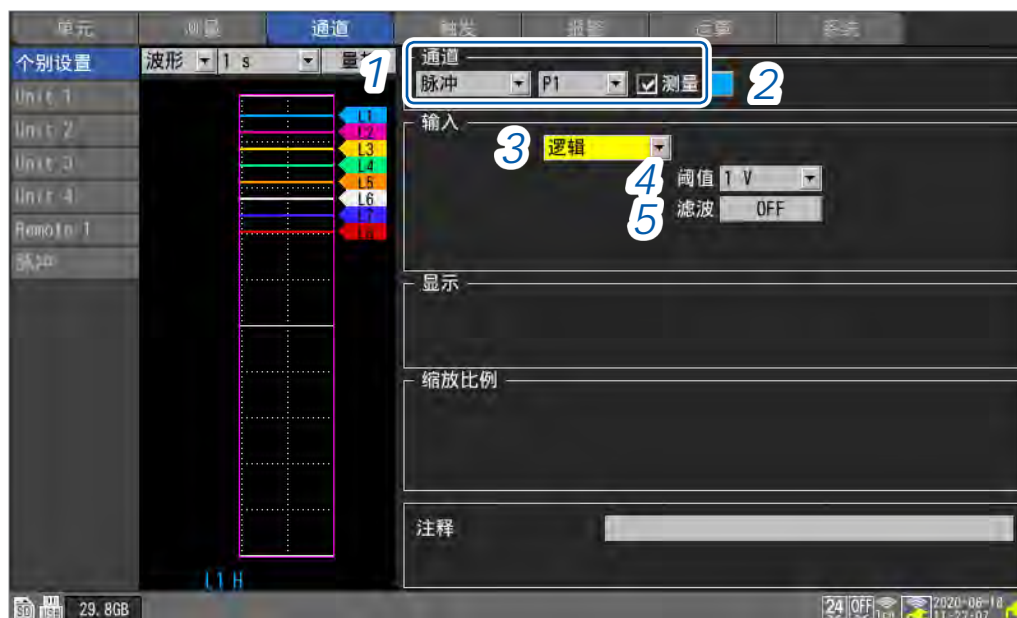 单元 测量 通道 触发 报警 运算 系统
个别设置
Unit 1
Unit 2
Unit 3
Unit 4
Remote 1
脉冲
波形 1 s
1
L1
L2
L3
L4
L5
L6
L7
L8
L1 H
通道
脉冲 P1 测量 2
输入
3 逻辑
4 阈值 1 V
5 滤波 OFF
显示
缩放比例
注释
SD USB 29.8GB
24 OFF